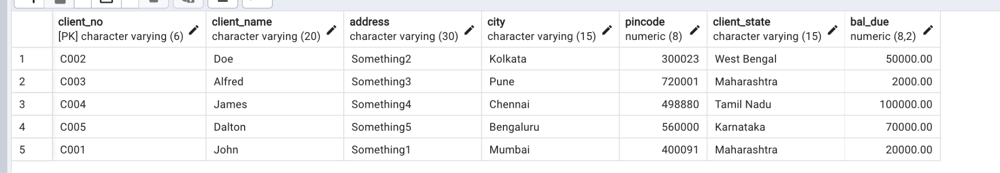 client_no client_name address city pincode client_state bal_due
[PK] character varying (6) character varying (20) character varying (30) character varying (15) numeric (8) character varying (15) numeric (8,2)
1 C002 Doe Something2 Kolkata 300023 West Bengal 50000.00
2 C003 Alfred Something3 Pune 720001 Maharashtra 2000.00
3 C004 James Something4 Chennai 498880 Tamil Nadu 100000.00
4 C005 Dalton Something5 Bengaluru 560000 Karnataka 70000.00
5 C001 John Something1 Mumbai 400091 Maharashtra 20000.00